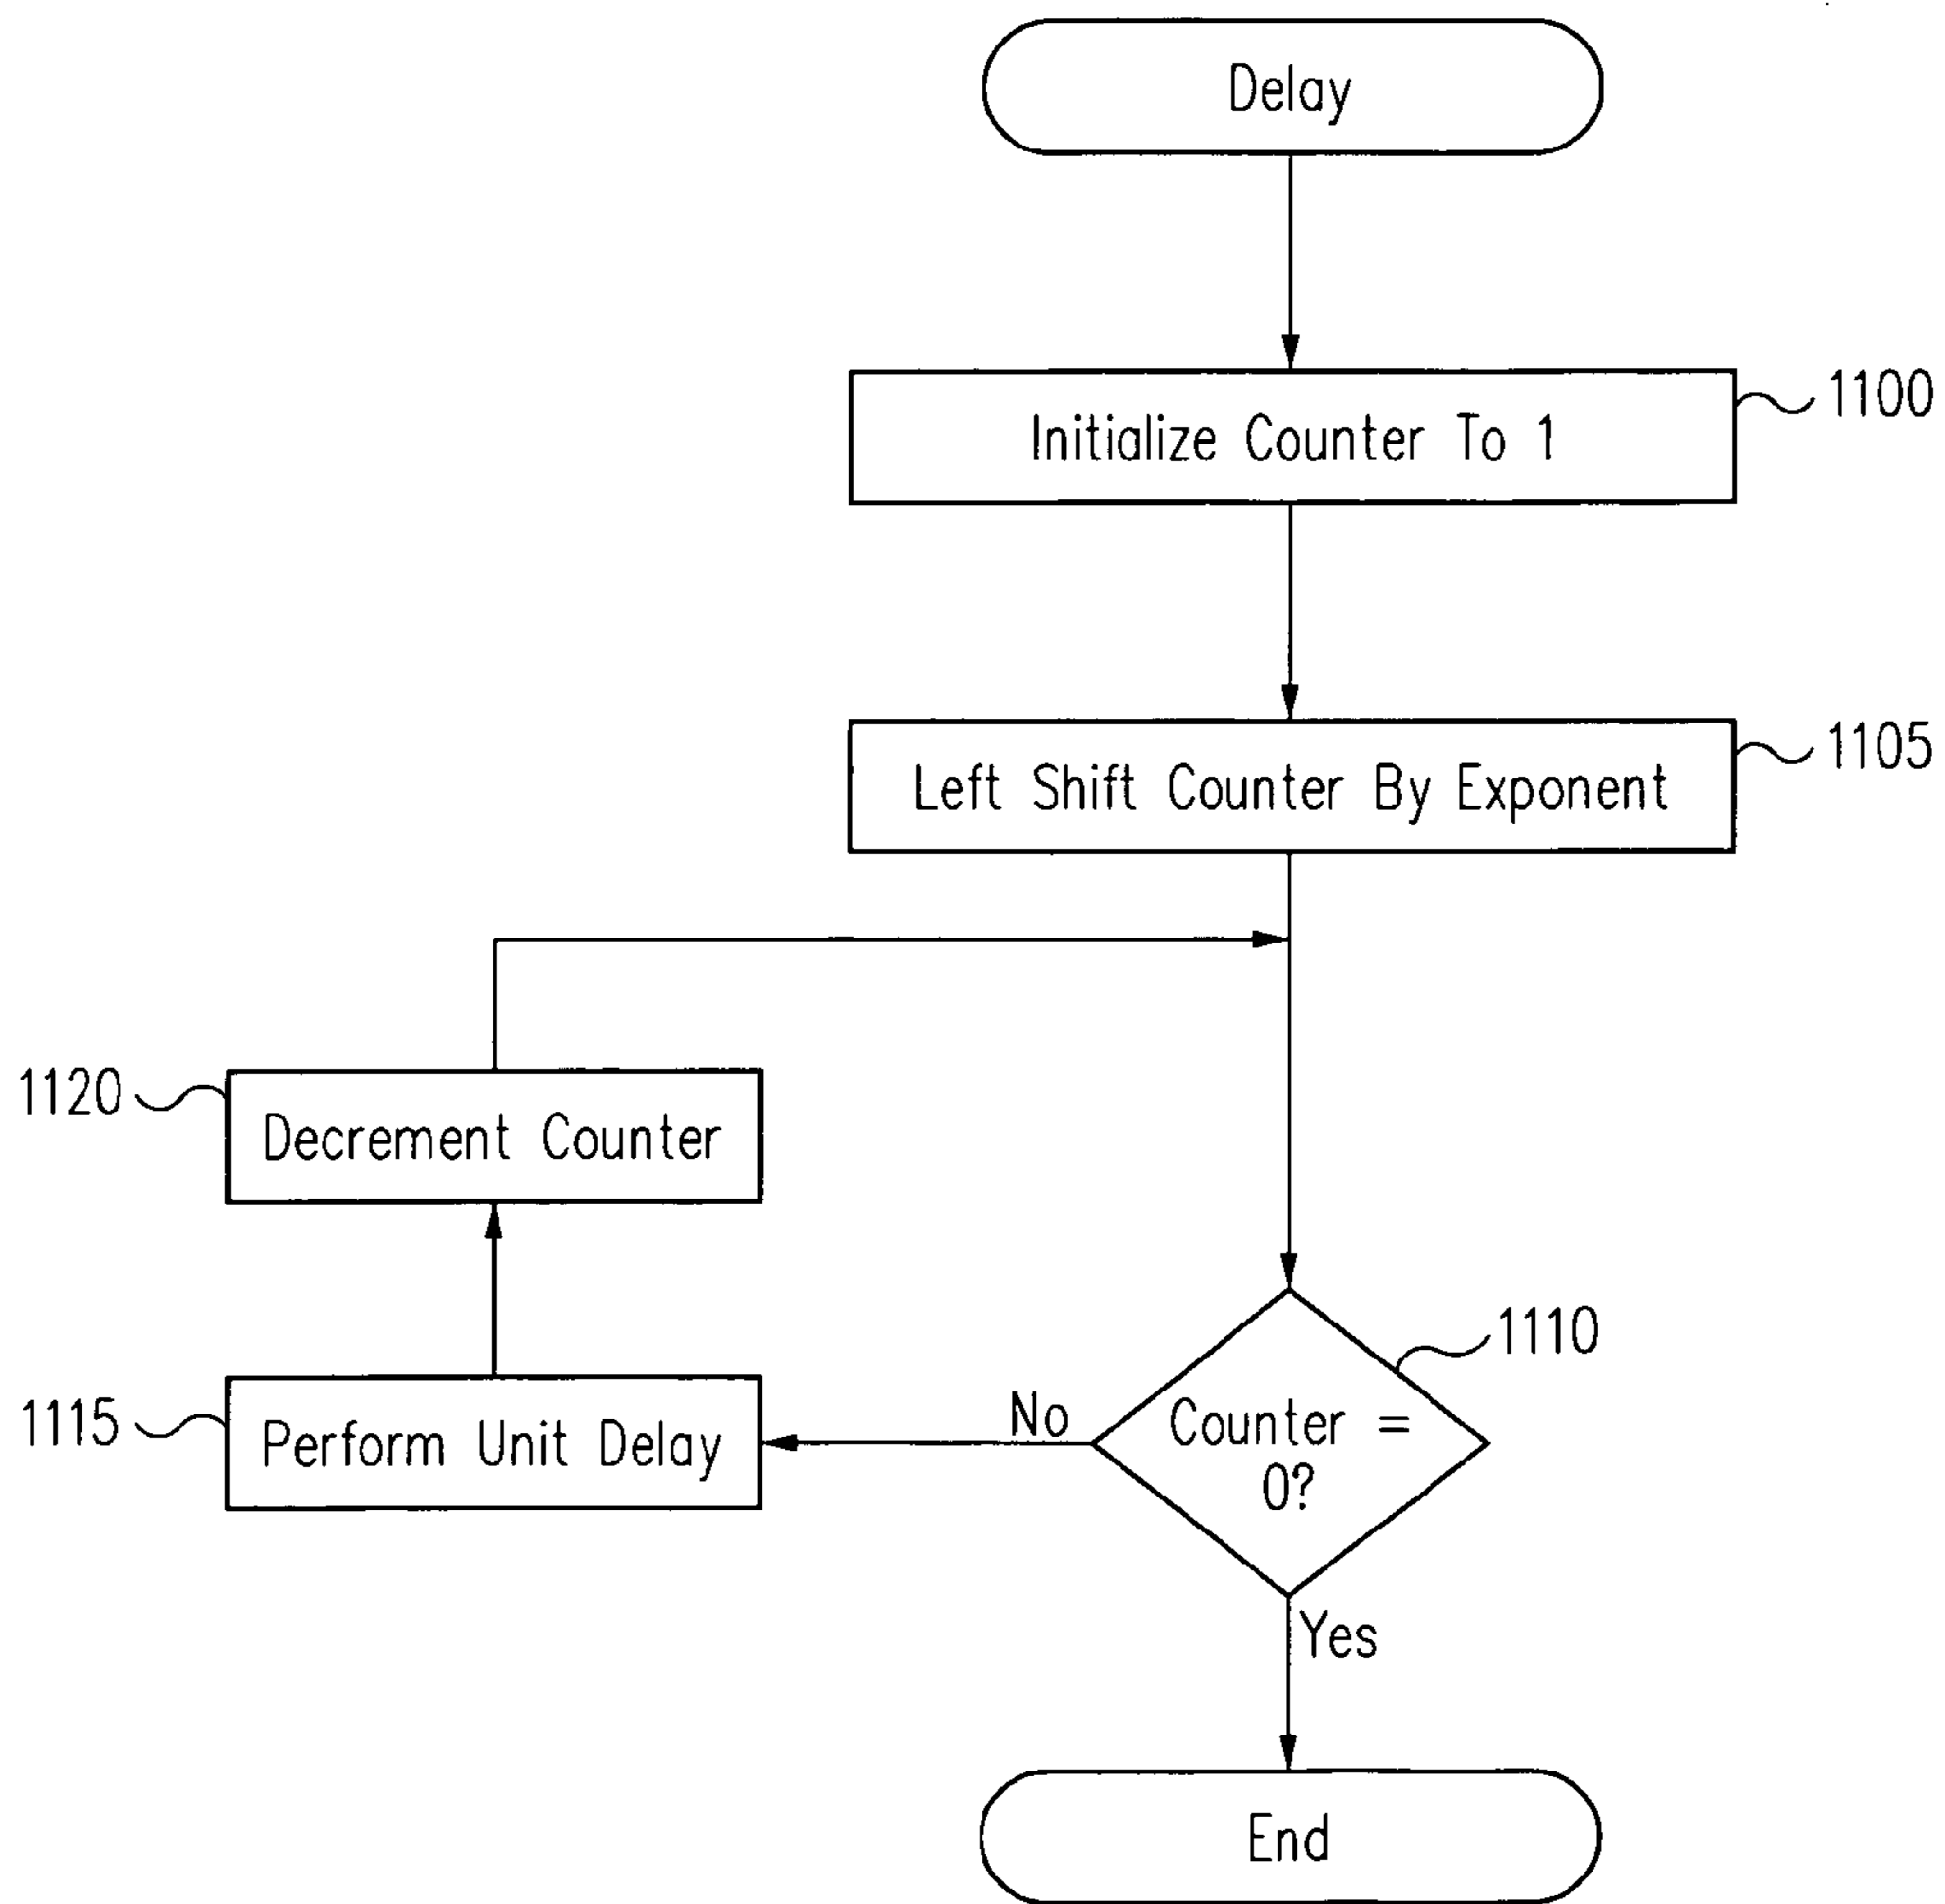 Delay
Initialize Counter To 1
1100
Left Shift Counter By Exponent
1105
1120
Decrement Counter
1110
1115
Perform Unit Delay
No
Counter =
0?
Yes
End